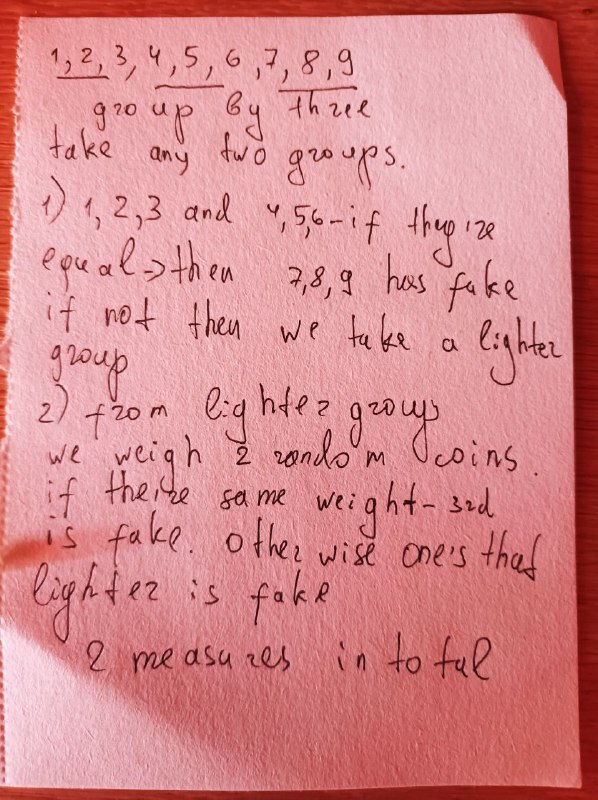 1, 2, 3, 4, 5, 6, 7, 8, 9
group by three
take any two groups.
1) 1, 2, 3 and 4, 5, 6 - if they're
equal -> then 7, 8, 9 has fake
if not then we take a lighter
group
2) from lighter group
we weigh 2 random coins.
if the're same weight - 3rd
is fake. Otherwise one's that
lighter is fake
2 measures in total